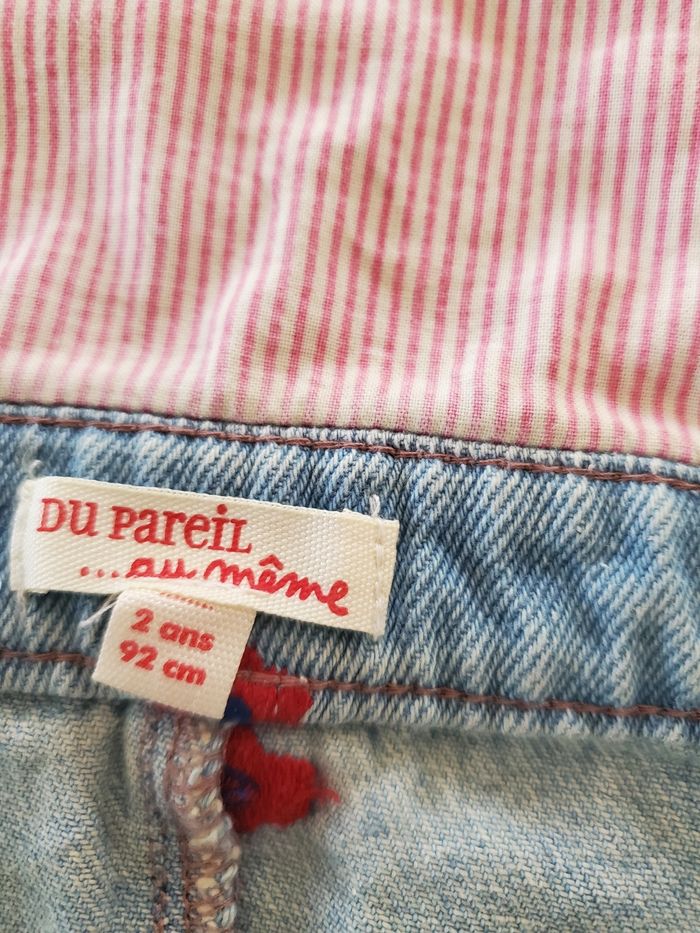 DU PAREIL
...au même
2 ans
92 cm